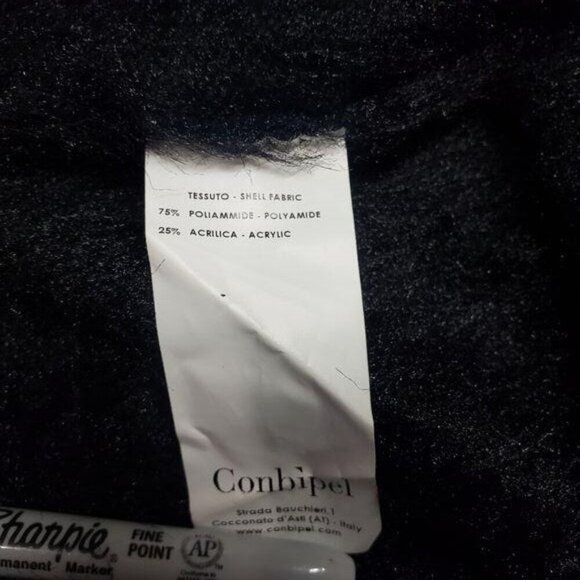 TESSUTO - SHELL FABRIC
75% POLIAMMIDE - POLYAMIDE
25% ACRILICA - ACRYLIC
Conbipel
Strada Bauchieri, 1
Cocconato d'Asti (AT) - Italy
www.conbipel.com
Sharpie®
FINE
POINT
AP
manent Marker